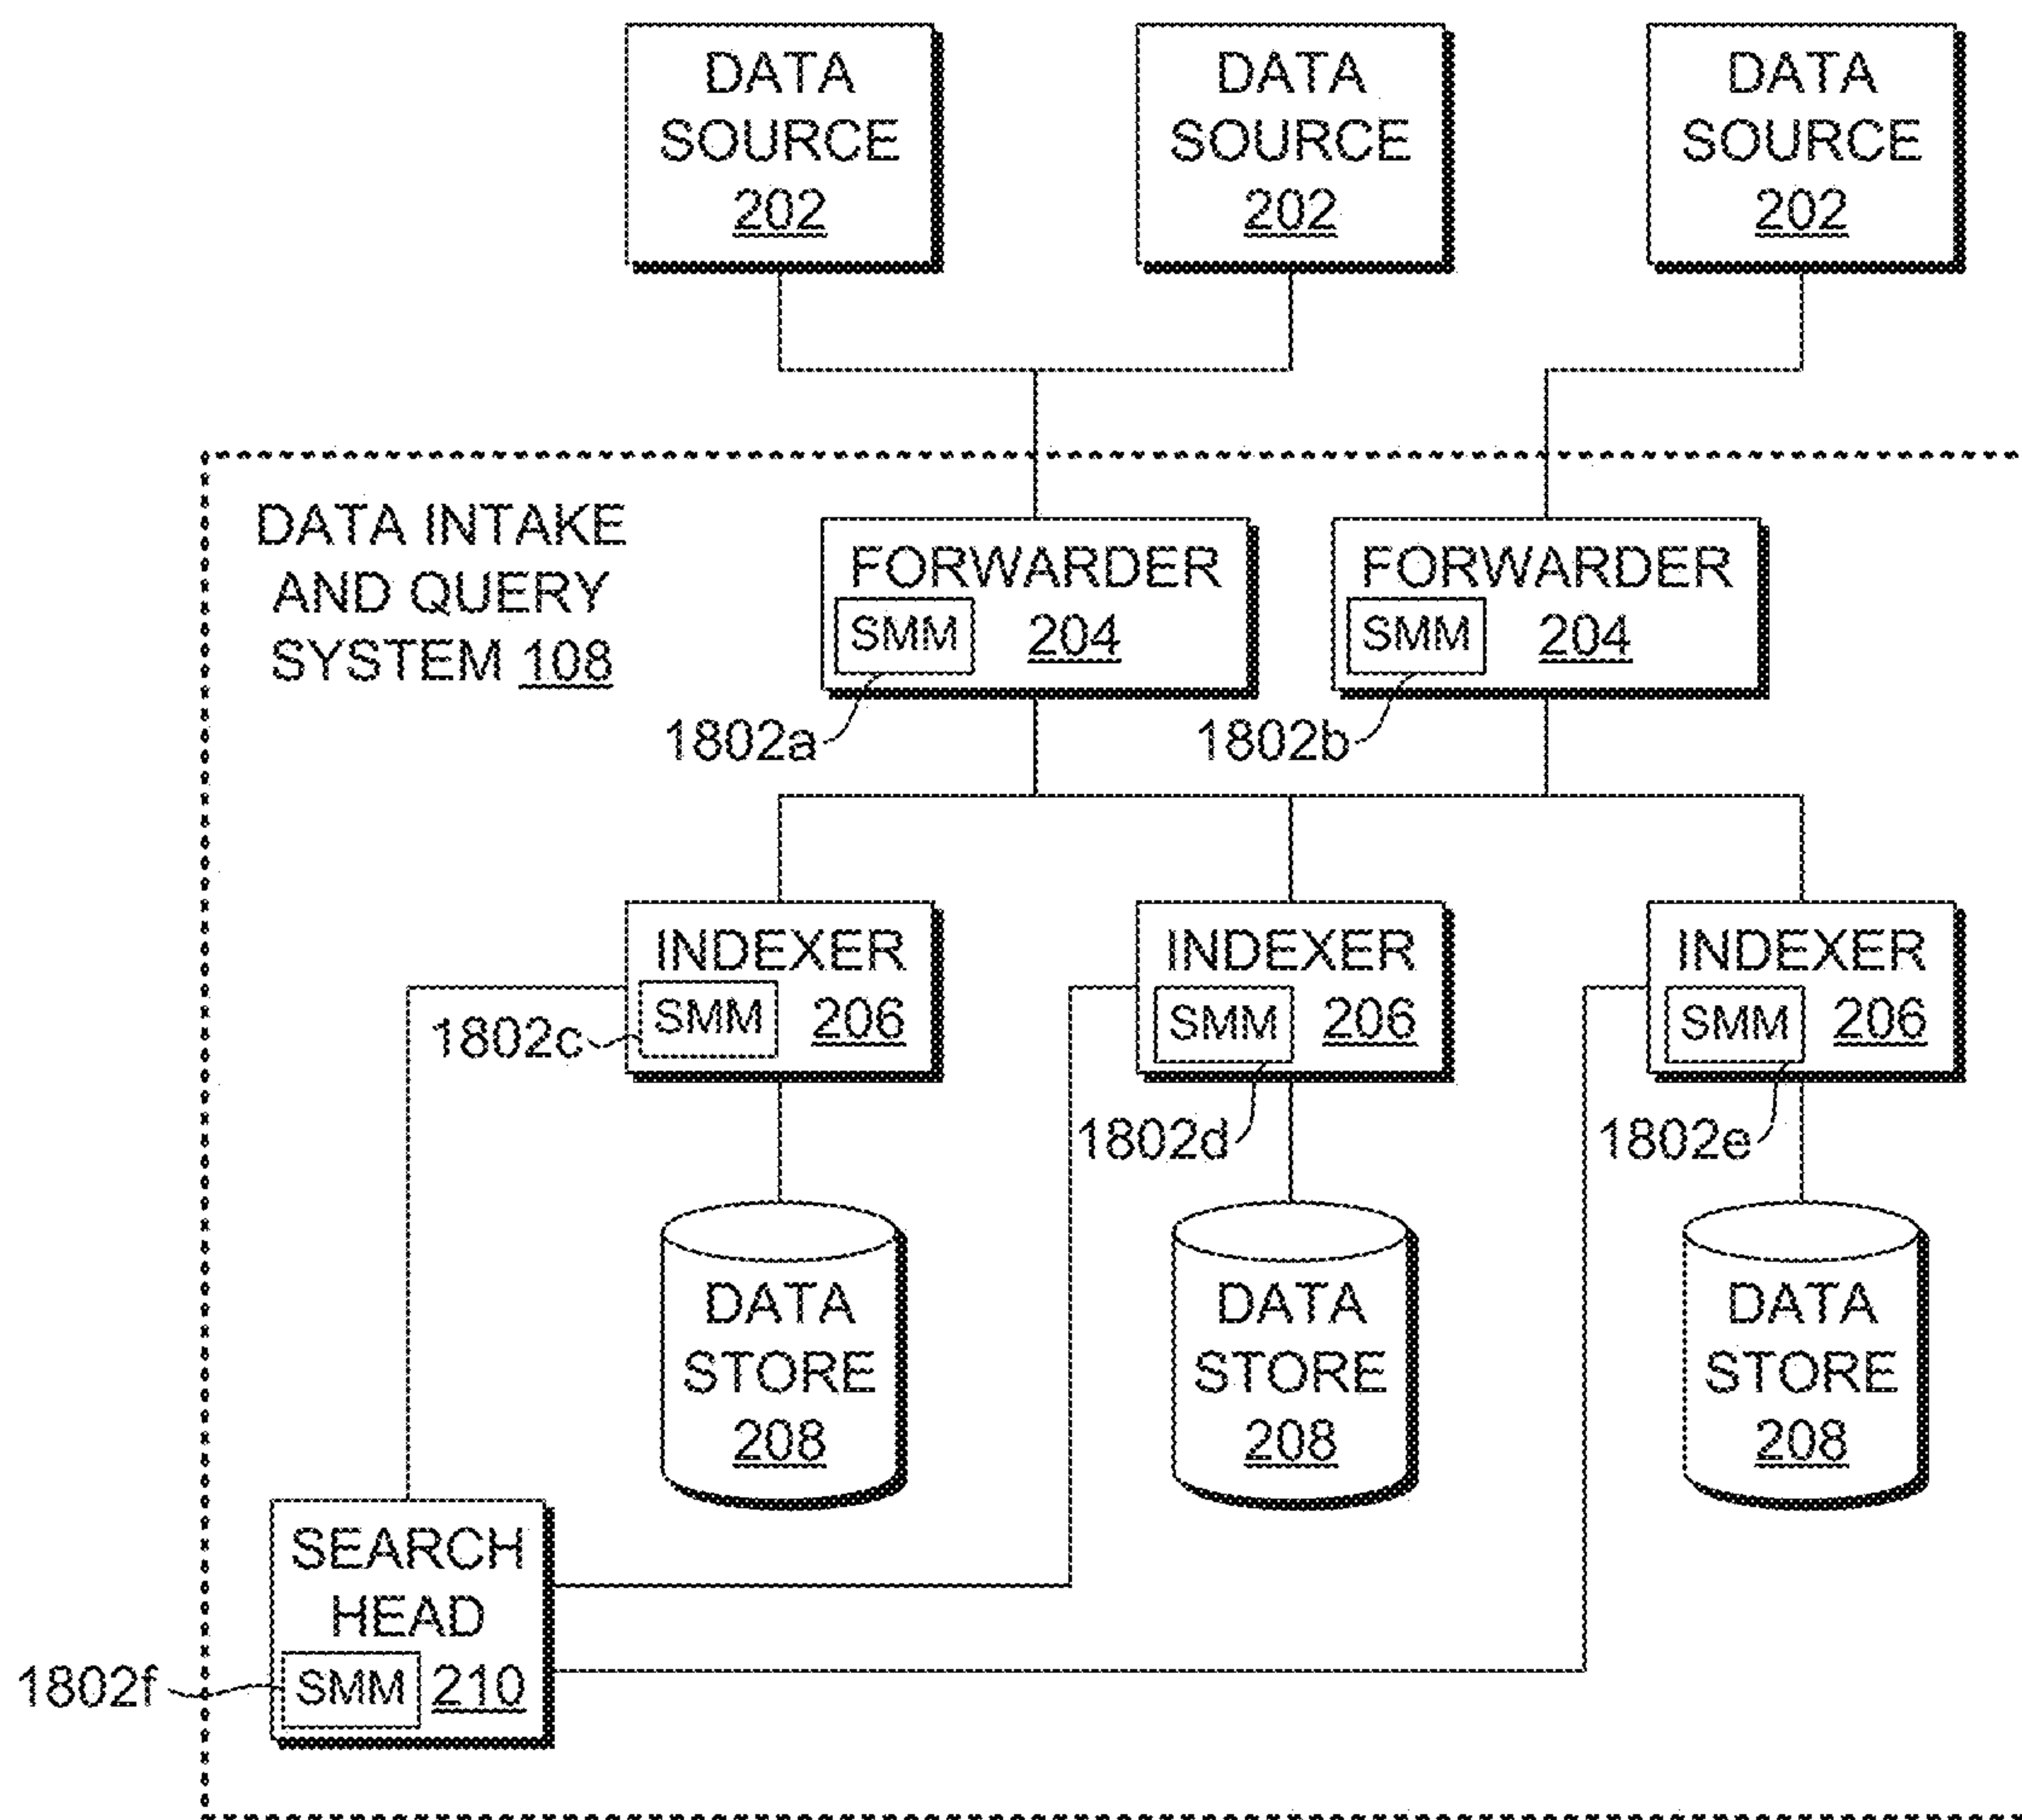 DATA
SOURCE
202
DATA
SOURCE
202
DATA
SOURCE
202
DATA INTAKE
AND QUERY
SYSTEM 108
FORWARDER
SMM 204
1802a
FORWARDER
SMM 204
1802b
INDEXER
SMM 206
1802c
INDEXER
SMM 206
1802d
INDEXER
SMM 206
1802e
DATA
STORE
208
DATA
STORE
208
DATA
STORE
208
SEARCH
HEAD
SMM 210
1802f